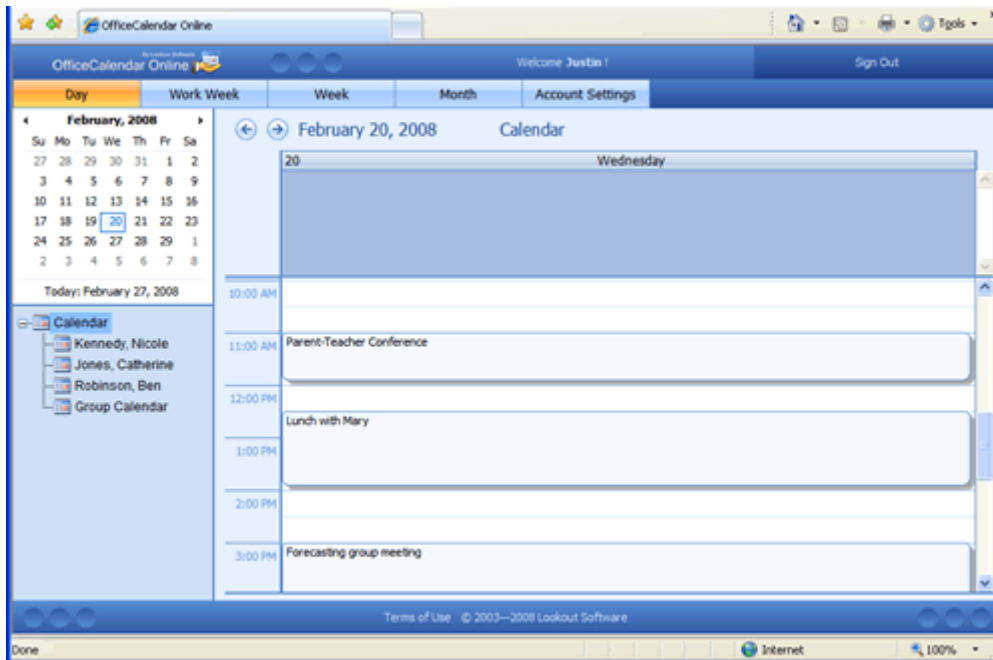 OfficeCalendar Online
Tools
By Lookout Software
OfficeCalendar Online
Welcome Justin !
Sign Out
Day
Work Week
Week
Month
Account Settings
February, 2008
Su Mo Tu We Th Fr Sa
27 28 29 30 31 1 2
3 4 5 6 7 8 9
10 11 12 13 14 15 16
17 18 19 20 21 22 23
24 25 26 27 28 29 1
2 3 4 5 6 7 8
Today: February 27, 2008
Calendar
Kennedy, Nicole
Jones, Catherine
Robinson, Ben
Group Calendar
February 20, 2008 Calendar
20 Wednesday
10:00 AM
11:00 AM Parent-Teacher Conference
12:00 PM
Lunch with Mary
1:00 PM
2:00 PM
3:00 PM Forecasting group meeting
Terms of Use © 2003—2008 Lookout Software
Done
Internet
100%